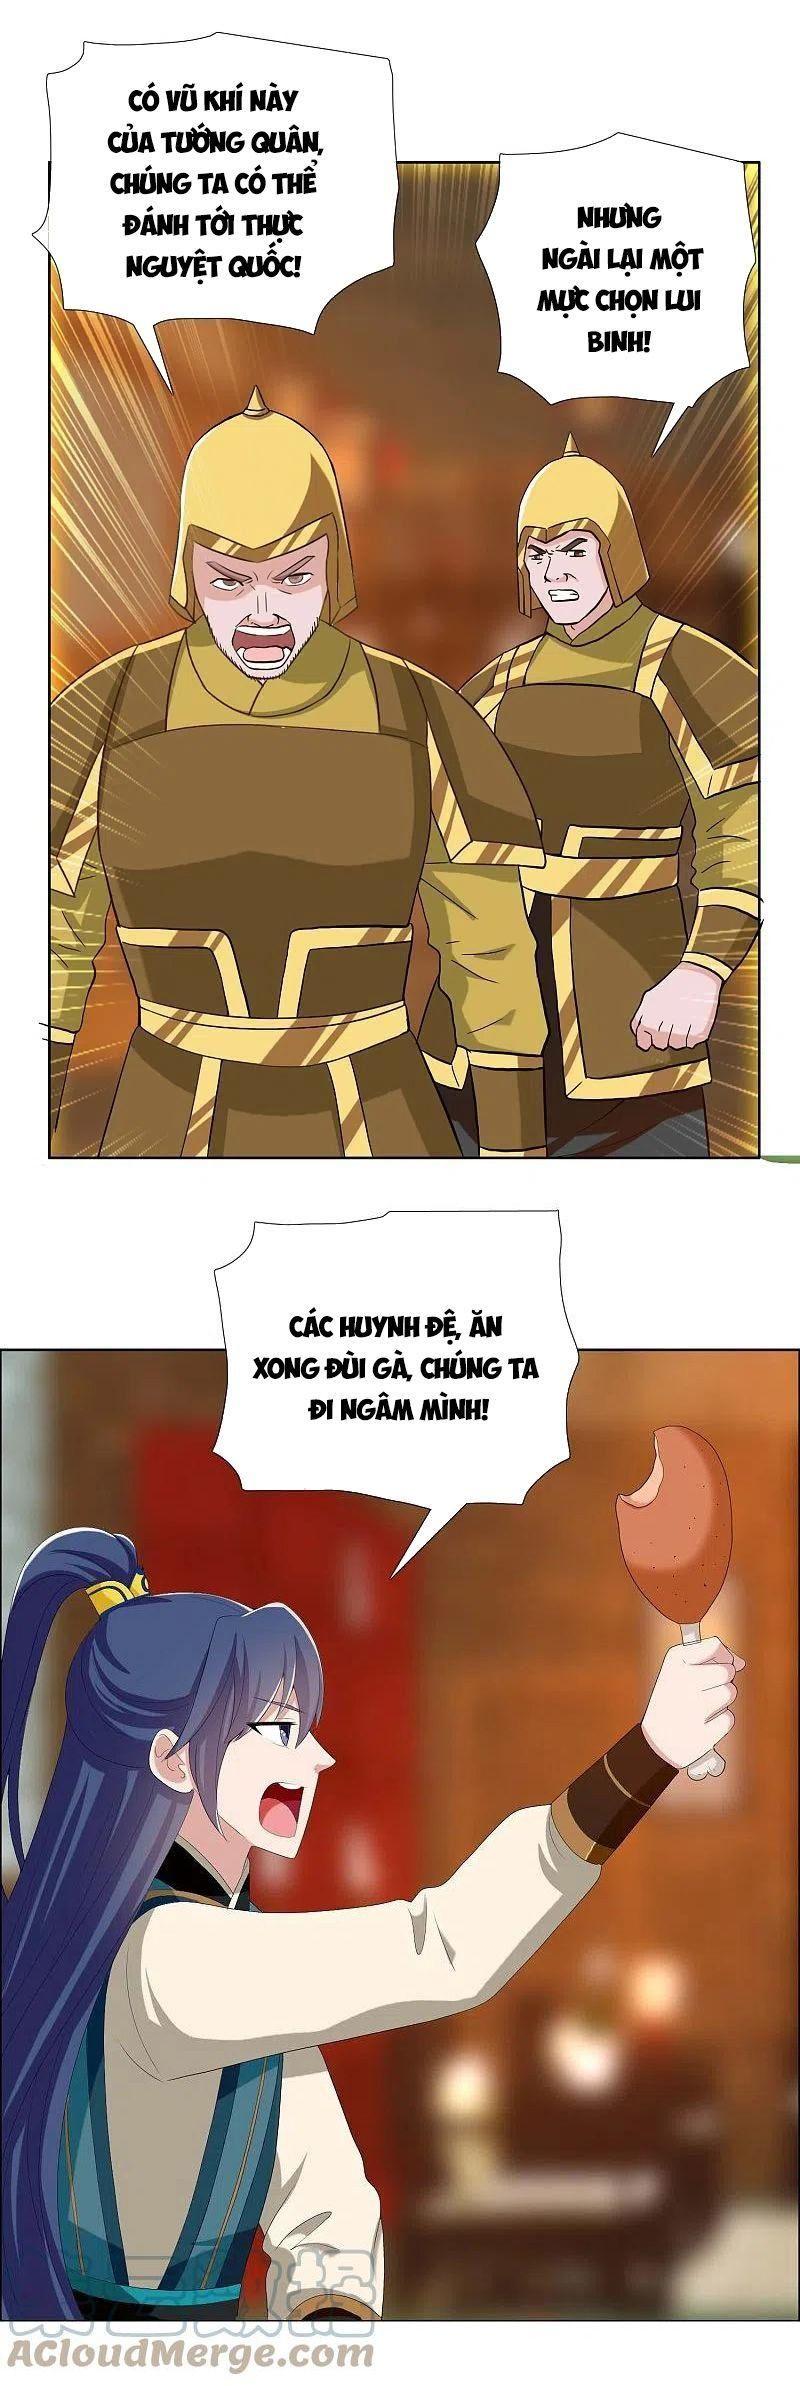 CÓ VŨ KHÍ NÀY
CỦA TƯỚNG QUÂN,
CHÚNG TA CÓ THỂ
ĐÁNH TỚI THỰC
NGUYỆT QUỐC!
NHƯNG
NGÀI LẠI MỘT
MỰC CHỌN LUI
BINH!
CÁC HUYNH ĐỆ, ĂN
XONG ĐÙI GÀ, CHÚNG TA
ĐI NGÂM MÌNH!
AcloudMerge.com